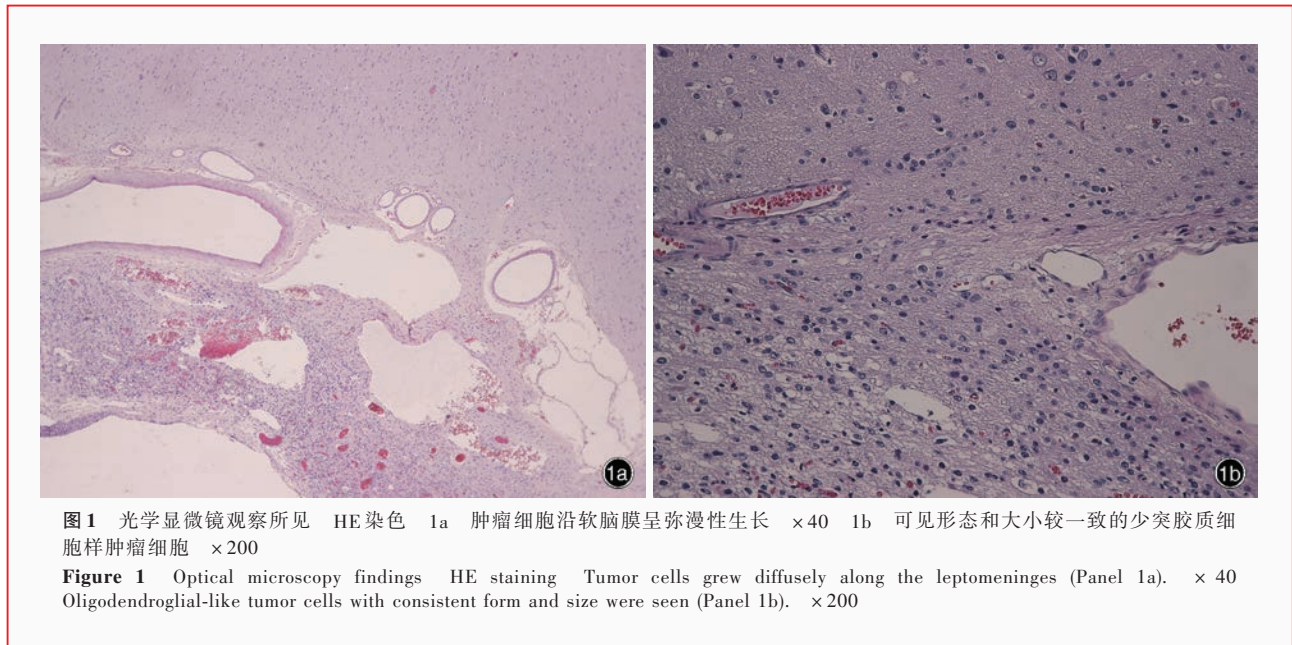 1a
1b
图1 光学显微镜观察所见 HE染色 1a 肿瘤细胞沿软脑膜呈弥漫性生长 ×40 1b 可见形态和大小较一致的少突胶质细
胞样肿瘤细胞 ×200
Figure 1 Optical microscopy findings HE staining Tumor cells grew diffusely along the leptomeninges (Panel 1a). × 40
Oligodendroglial-like tumor cells with consistent form and size were seen (Panel 1b). ×200